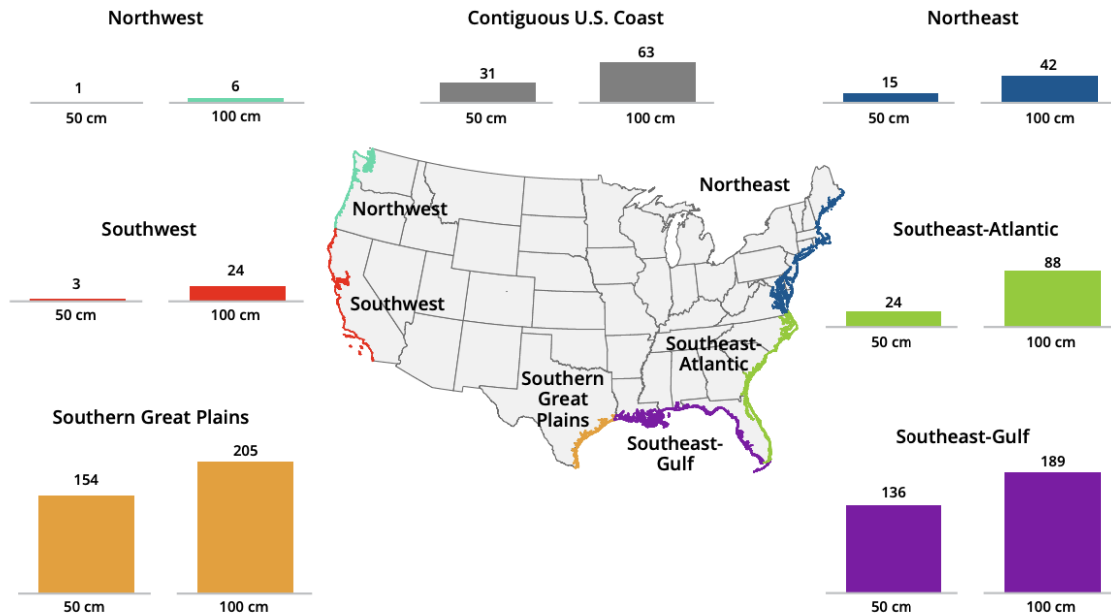 Northwest
1
6
50 cm
100 cm
Contiguous U.S. Coast
31
63
50 cm
100 cm
Northeast
15
42
50 cm
100 cm
Southwest
3
24
50 cm
100 cm
Northeast
Northwest
Southwest
Southeast-
Atlantic
Southern
Great
Plains
Southeast-
Gulf
Southeast-Atlantic
24
88
50 cm
100 cm
Southern Great Plains
154
205
50 cm
100 cm
Southeast-Gulf
136
189
50 cm
100 cm